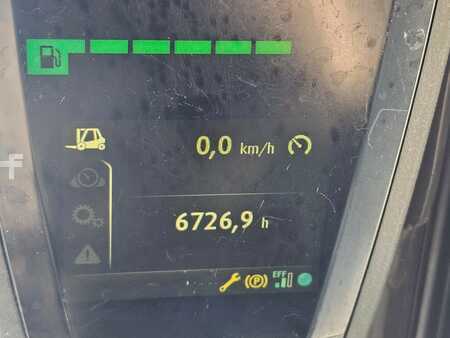 0,0 km/h
6726,9 h
(P) EFF